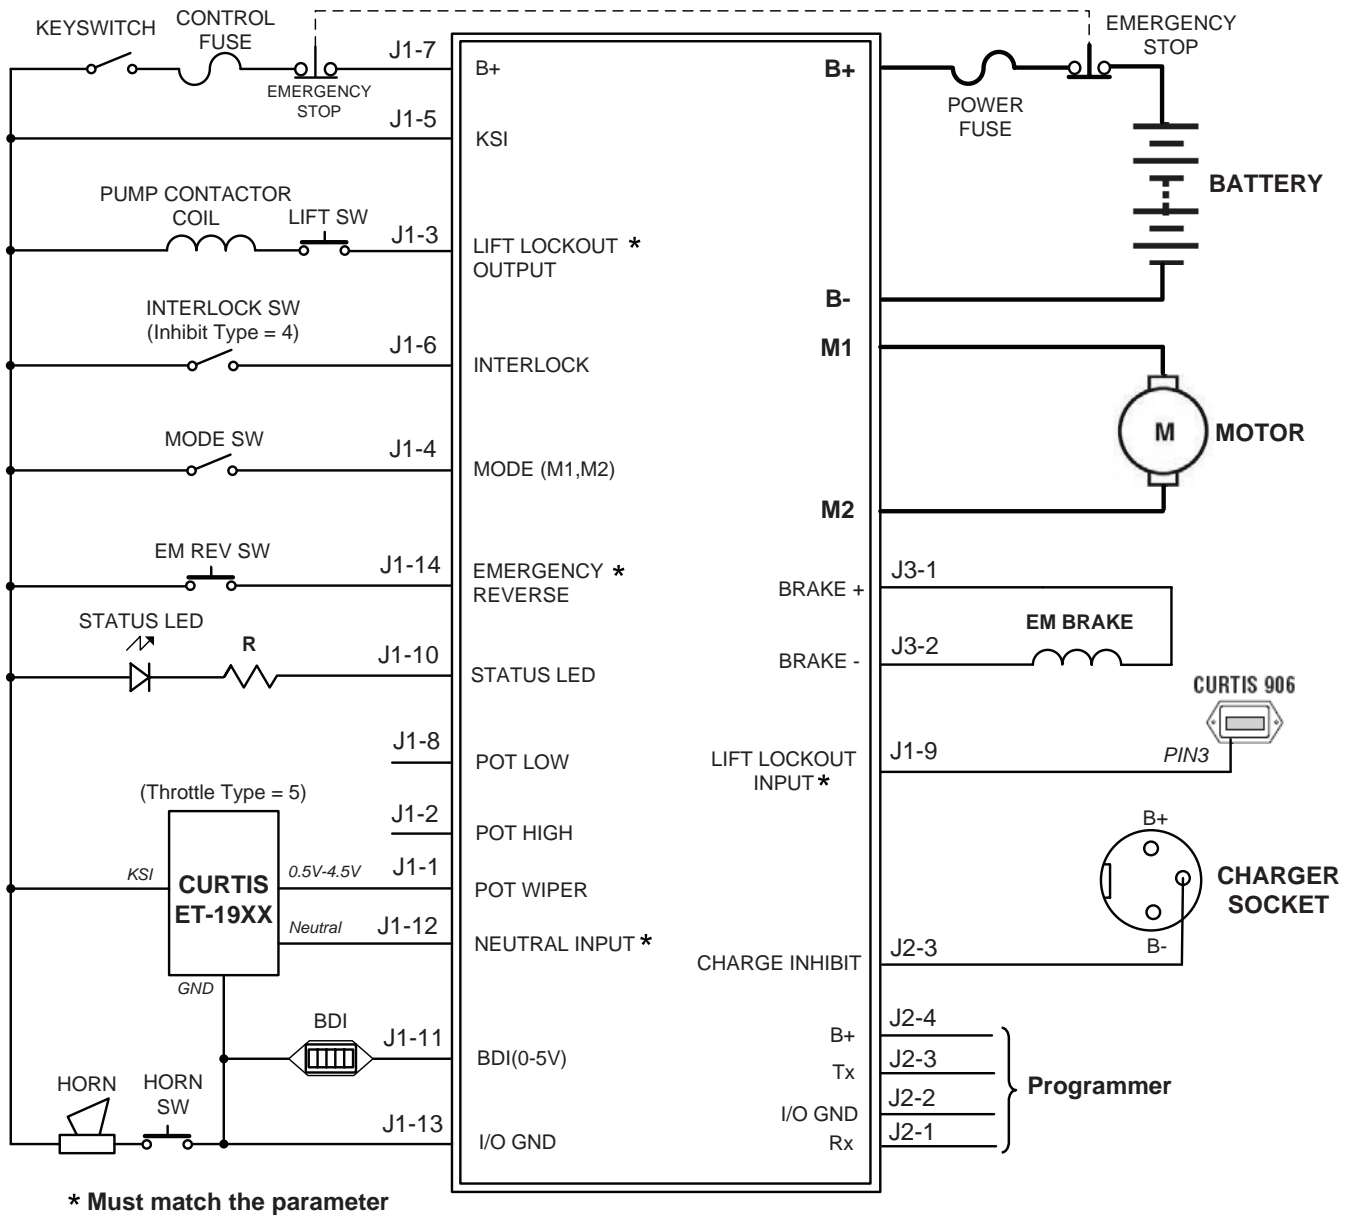 KEYSWITCH
CONTROL
FUSE
J1-7
EMERGENCY
STOP
B+
J1-5
KSI
PUMP CONTACTOR
COIL
LIFT SW
J1-3
LIFT LOCKOUT *
OUTPUT
INTERLOCK SW
(Inhibit Type = 4)
J1-6
INTERLOCK
MODE SW
J1-4
MODE (M1,M2)
EM REV SW
J1-14
EMERGENCY *
REVERSE
STATUS LED
R
J1-10
STATUS LED
J1-8
POT LOW
(Throttle Type = 5)
J1-2
POT HIGH
KSI
CURTIS
ET-19XX
0.5V-4.5V
J1-1
POT WIPER
Neutral
J1-12
NEUTRAL INPUT *
GND
BDI
J1-11
BDI(0-5V)
HORN
HORN
SW
J1-13
I/O GND
* Must match the parameter
B+
POWER
FUSE
EMERGENCY
STOP
BATTERY
B-
M1
M
MOTOR
M2
J3-1
BRAKE +
EM BRAKE
J3-2
BRAKE -
CURTIS 906
J1-9
PIN3
LIFT LOCKOUT
INPUT *
B+
CHARGER
SOCKET
B-
J2-3
CHARGE INHIBIT
J2-4
B+
J2-3
Tx
J2-2
I/O GND
J2-1
Rx
Programmer